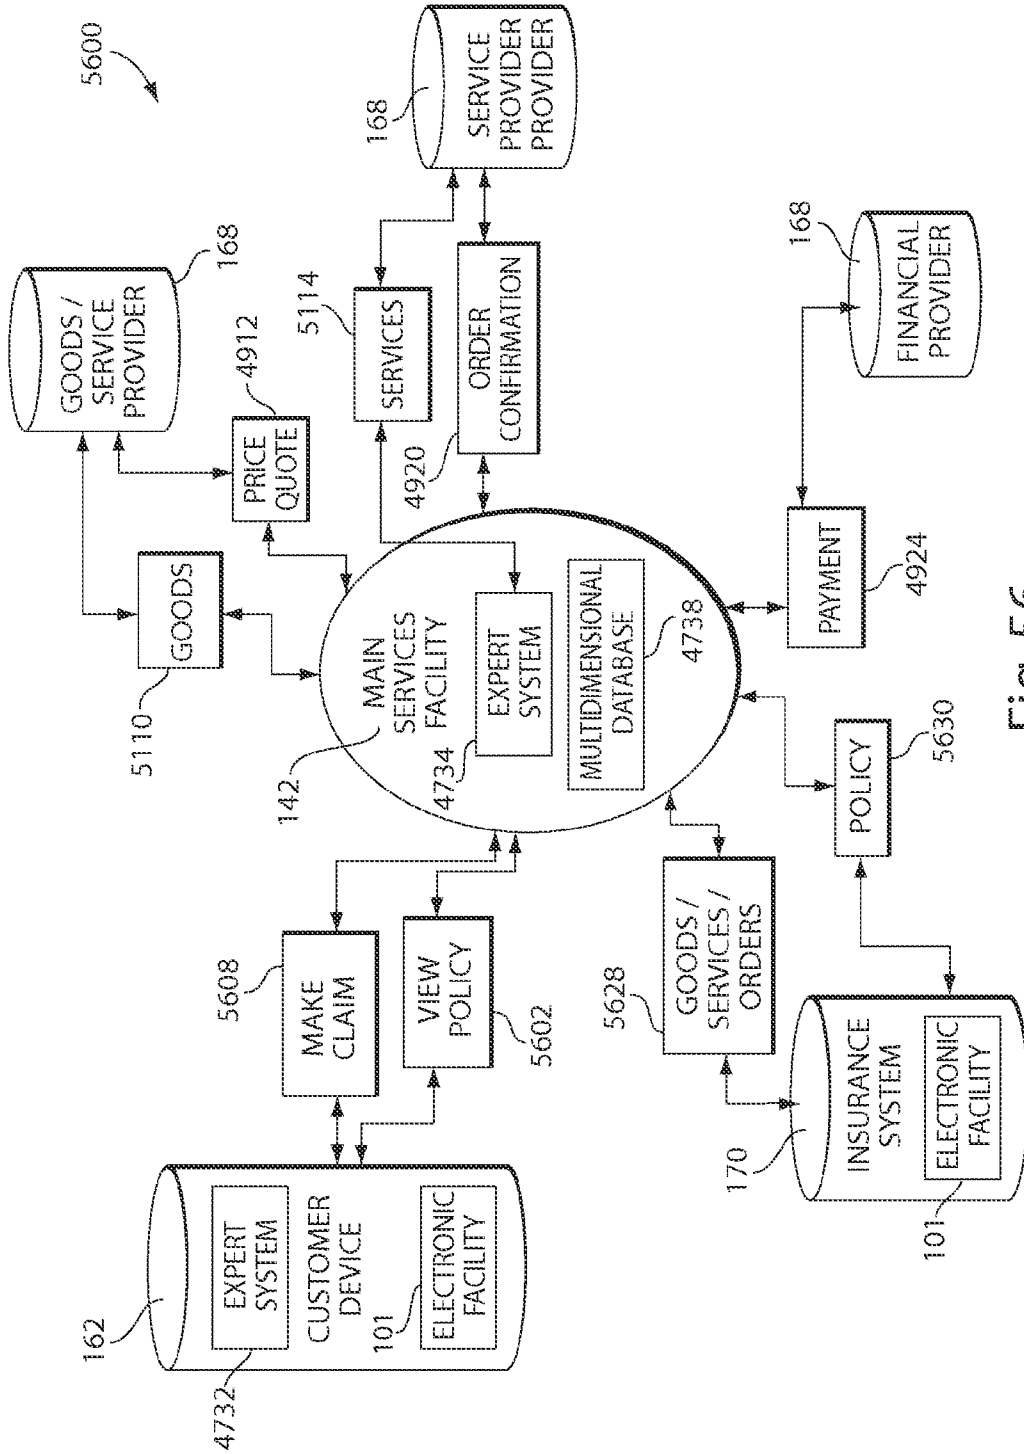 5600
162
4732
EXPERT
SYSTEM
CUSTOMER
DEVICE
101
ELECTRONIC
FACILITY
5608
MAKE
CLAIM
VIEW
POLICY
5602
142
MAIN
SERVICES
FACILITY
4734
EXPERT
SYSTEM
MULTIDIMENSIONAL
DATABASE
4738
5110
GOODS
GOODS /
SERVICE
PROVIDER
168
PRICE
QUOTE
4912
5114
SERVICES
4920
ORDER
CONFIRMATION
168
SERVICE
PROVIDER
PROVIDER
5628
GOODS /
SERVICES /
ORDERS
170
INSURANCE
SYSTEM
ELECTRONIC
FACILITY
101
POLICY
5630
PAYMENT
4924
168
FINANCIAL
PROVIDER